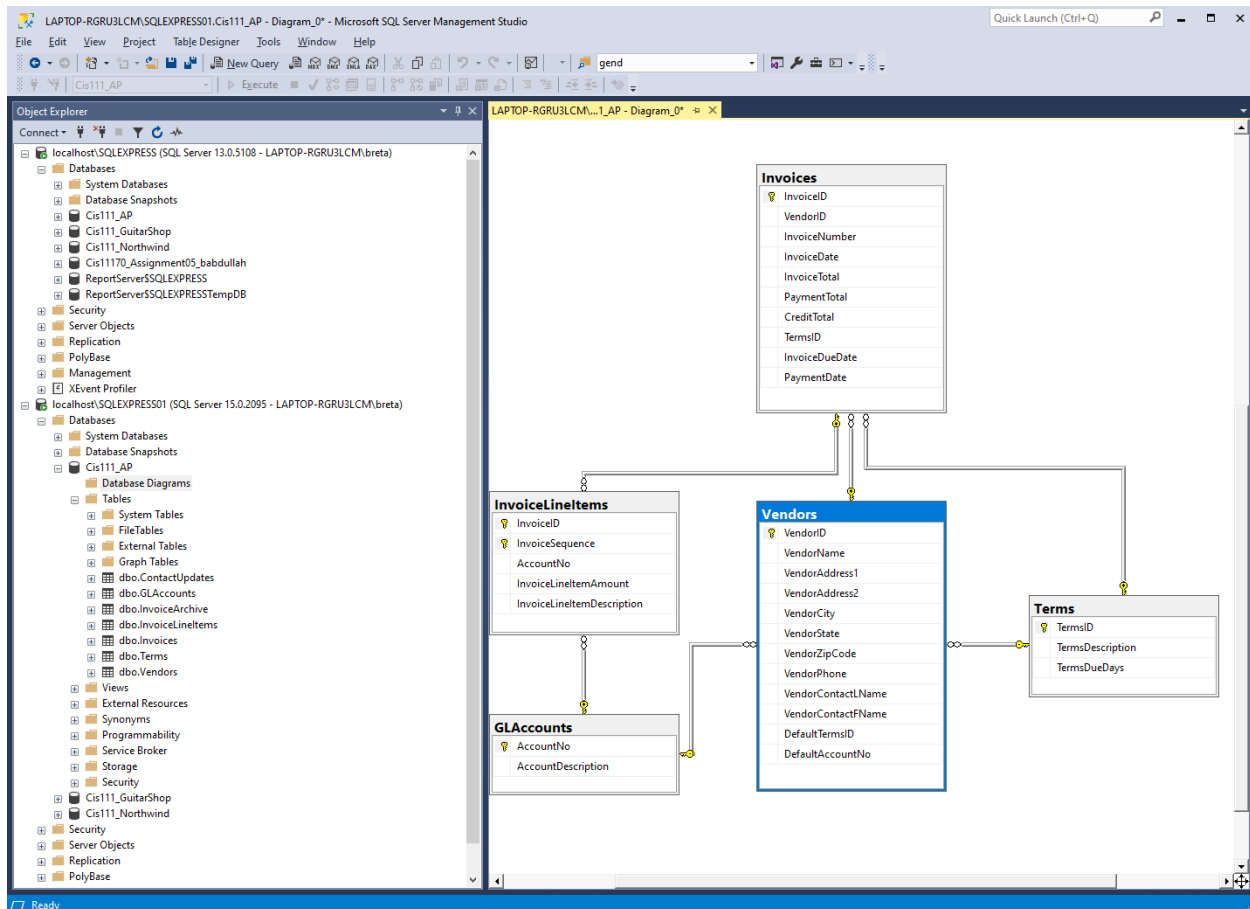 LAPTOP-RGRU3LCM\SQLEXPRESS01.Cis111_AP - Diagram_0* - Microsoft SQL Server Management Studio
Quick Launch (Ctrl+Q)
File Edit View Project Table Designer Tools Window Help
New Query
gend
Cis111_AP
Execute
Object Explorer
Connect
localhost\SQLEXPRESS (SQL Server 13.0.5108 - LAPTOP-RGRU3LCM\breta)
Databases
System Databases
Database Snapshots
Cis111_AP
Cis111_GuitarShop
Cis111_Northwind
Cis11170_Assignment05_babdullah
ReportServer$SQLEXPRESS
ReportServer$SQLEXPRESSTempDB
Security
Server Objects
Replication
PolyBase
Management
XEvent Profiler
localhost\SQLEXPRESS01 (SQL Server 15.0.2095 - LAPTOP-RGRU3LCM\breta)
Databases
System Databases
Database Snapshots
Cis111_AP
Database Diagrams
Tables
System Tables
FileTables
External Tables
Graph Tables
dbo.ContactUpdates
dbo.GLAccounts
dbo.InvoiceArchive
dbo.InvoiceLineItems
dbo.Invoices
dbo.Terms
dbo.Vendors
Views
External Resources
Synonyms
Programmability
Service Broker
Storage
Security
Cis111_GuitarShop
Cis111_Northwind
Security
Server Objects
Replication
PolyBase
LAPTOP-RGRU3LCM\...1_AP - Diagram_0*
Invoices
InvoiceID
VendorID
InvoiceNumber
InvoiceDate
InvoiceTotal
PaymentTotal
CreditTotal
TermsID
InvoiceDueDate
PaymentDate
InvoiceLineItems
InvoiceID
InvoiceSequence
AccountNo
InvoiceLineItemAmount
InvoiceLineItemDescription
Vendors
VendorID
VendorName
VendorAddress1
VendorAddress2
VendorCity
VendorState
VendorZipCode
VendorPhone
VendorContactLName
VendorContactFName
DefaultTermsID
DefaultAccountNo
Terms
TermsID
TermsDescription
TermsDueDays
GLAccounts
AccountNo
AccountDescription
Ready